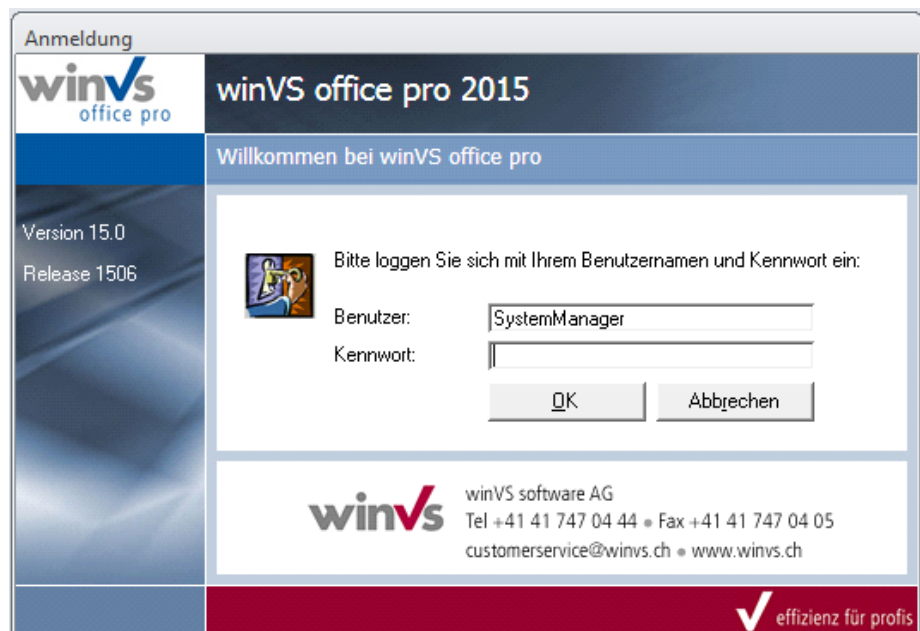 Anmeldung
winvs
office pro
winVS office pro 2015
Willkommen bei winVS office pro
Version 15.0
Release 1506
Bitte loggen Sie sich mit Ihrem Benutzernamen und Kennwort ein:
Benutzer: SystemManager
Kennwort:
OK Abbrechen
winvs
winVS software AG
Tel +41 41 747 04 44 • Fax +41 41 747 04 05
customerservice@winvs.ch • www.winvs.ch
effizienz für profis